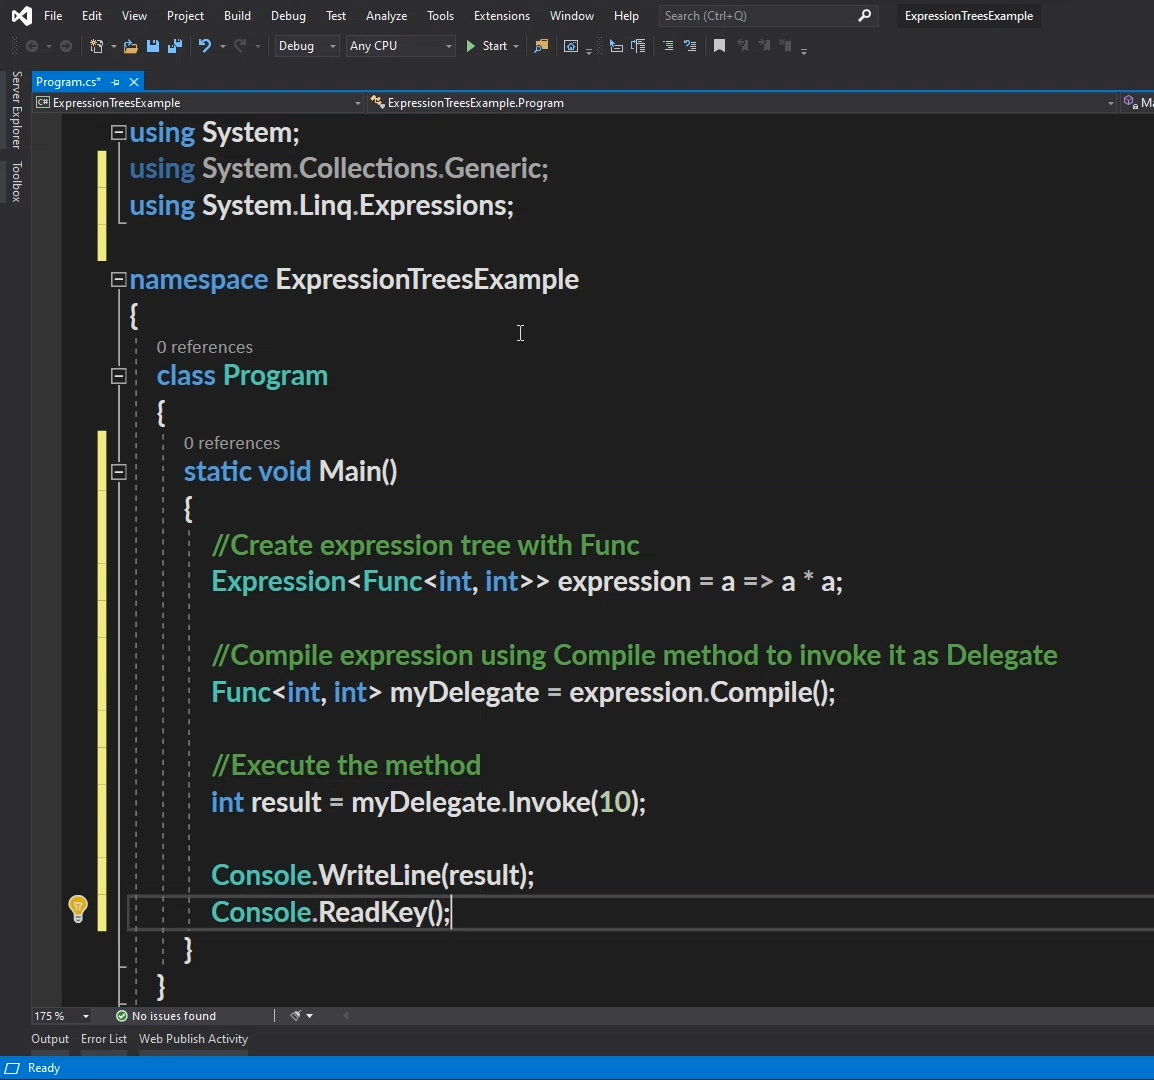 File Edit View Project Build Debug Test Analyze Tools Extensions Window Help Search (Ctrl+Q) ExpressionTreesExample
Debug Any CPU Start
Program.cs*
ExpressionTreesExample ExpressionTreesExample.Program
Server Explorer
Toolbox
using System;
using System.Collections.Generic;
using System.Linq.Expressions;
namespace ExpressionTreesExample
{
0 references
class Program
{
0 references
static void Main()
{
//Create expression tree with Func
Expression<Func<int, int>> expression = a => a * a;
//Compile expression using Compile method to invoke it as Delegate
Func<int, int> myDelegate = expression.Compile();
//Execute the method
int result = myDelegate.Invoke(10);
Console.WriteLine(result);
Console.ReadKey();
}
}
175 % No issues found
Output Error List Web Publish Activity
Ready